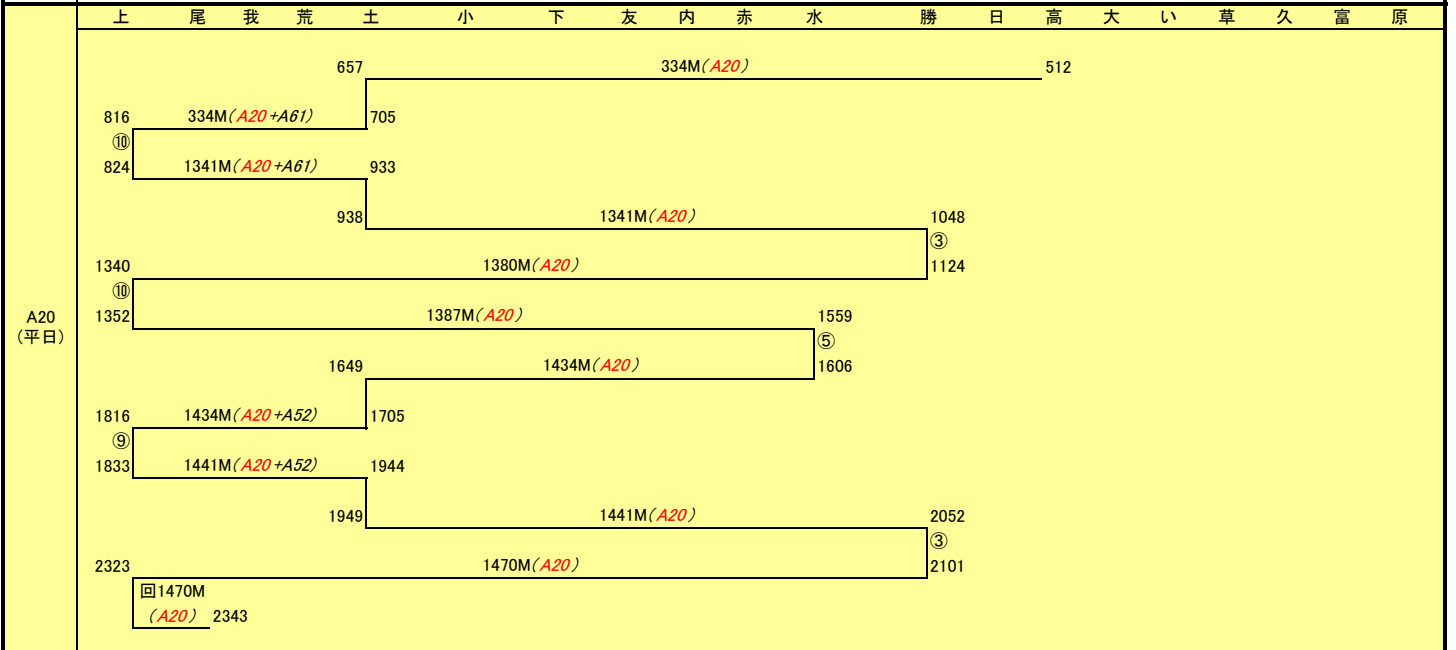 上 尾 我 荒 土 小 下 友 内 赤 水 勝 日 高 大 い 草 久 富 原
657 334M(A20) 512
816 334M(A20+A61) 705
⑩
824 1341M(A20+A61) 933
938 1341M(A20) 1048
③
1340 1380M(A20) 1124
⑩
A20 1352 1387M(A20) 1559
(平日) ⑤
1649 1434M(A20) 1606
1816 1434M(A20+A52) 1705
⑨
1833 1441M(A20+A52) 1944
1949 1441M(A20) 2052
③
2323 1470M(A20) 2101
回1470M
(A20) 2343